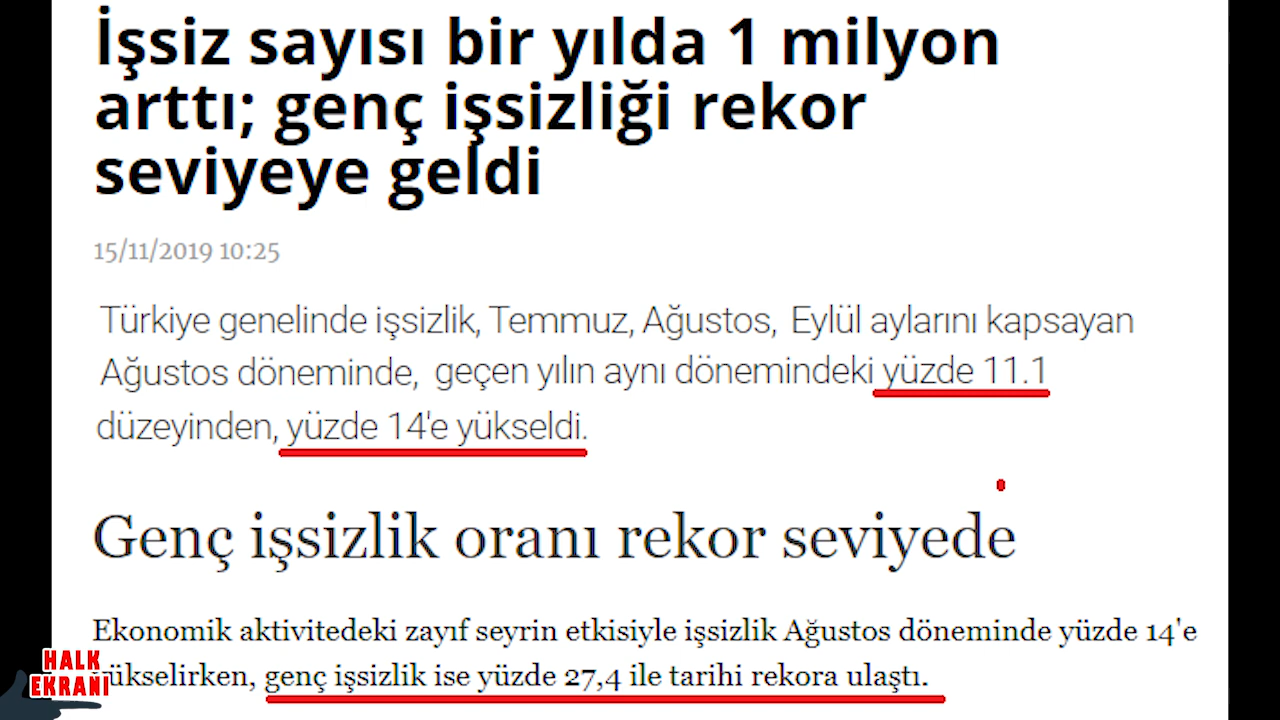 İşsiz sayısı bir yılda 1 milyon
arttı; genç işsizliği rekor
seviyeye geldi
15/11/2019 10:25
Türkiye genelinde işsizlik, Temmuz, Ağustos, Eylül aylarını kapsayan
Ağustos döneminde, geçen yılın aynı dönemindeki yüzde 11.1
düzeyinden, yüzde 14'e yükseldi.
Genç işsizlik oranı rekor seviyede
Ekonomik aktivitedeki zayıf seyrin etkisiyle işsizlik Ağustos döneminde yüzde 14'e
yükselirken, genç işsizlik ise yüzde 27,4 ile tarihi rekora ulaştı.
HALK
EKRANI